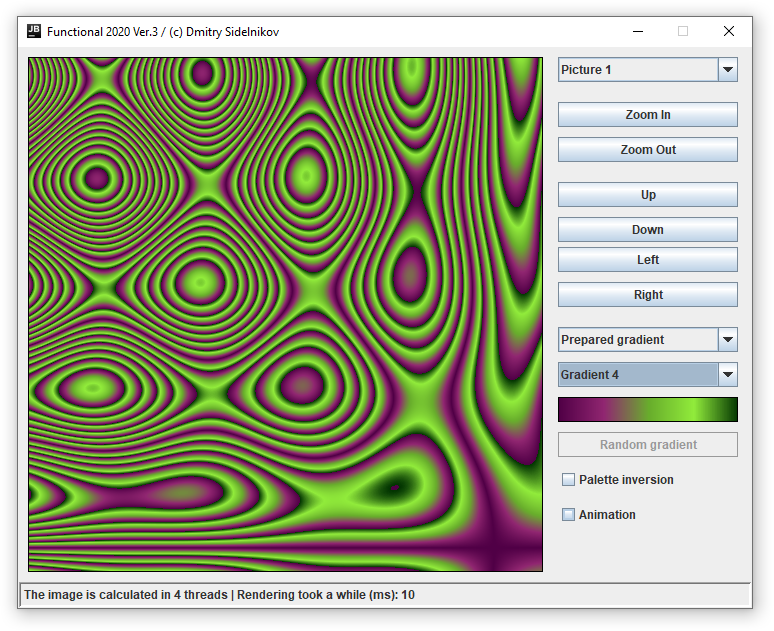 JB
Functional 2020 Ver.3 / (c) Dmitry Sidelnikov
Picture 1
Zoom In
Zoom Out
Up
Down
Left
Right
Prepared gradient
Gradient 4
Random gradient
Palette inversion
Animation
The image is calculated in 4 threads | Rendering took a while (ms): 10